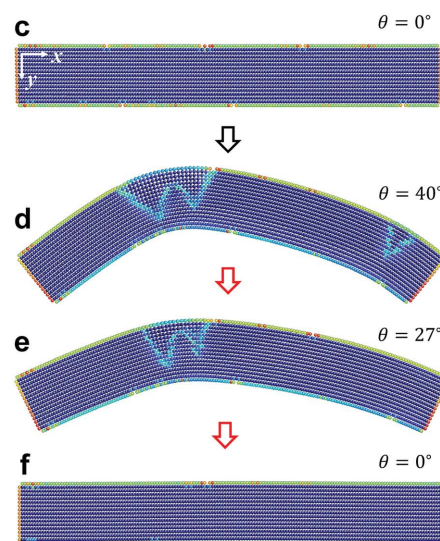 c
θ = 0°
x
y
θ = 40°
d
e
θ = 27°
f
θ = 0°